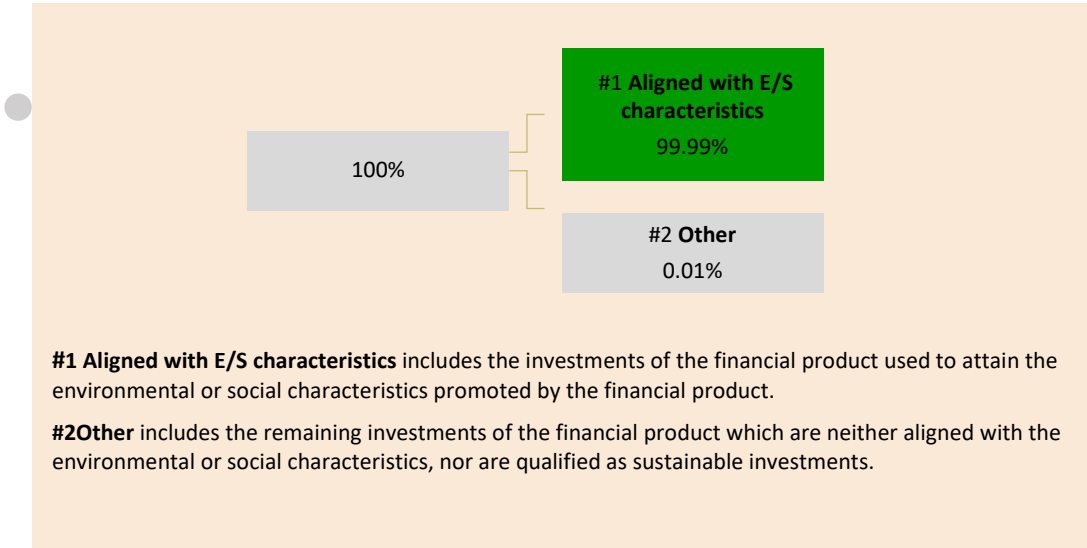 #1 Aligned with E/S
characteristics
99.99%
100%
#2 Other
0.01%
#1 Aligned with E/S characteristics includes the investments of the financial product used to attain the
environmental or social characteristics promoted by the financial product.
#2Other includes the remaining investments of the financial product which are neither aligned with the
environmental or social characteristics, nor are qualified as sustainable investments.